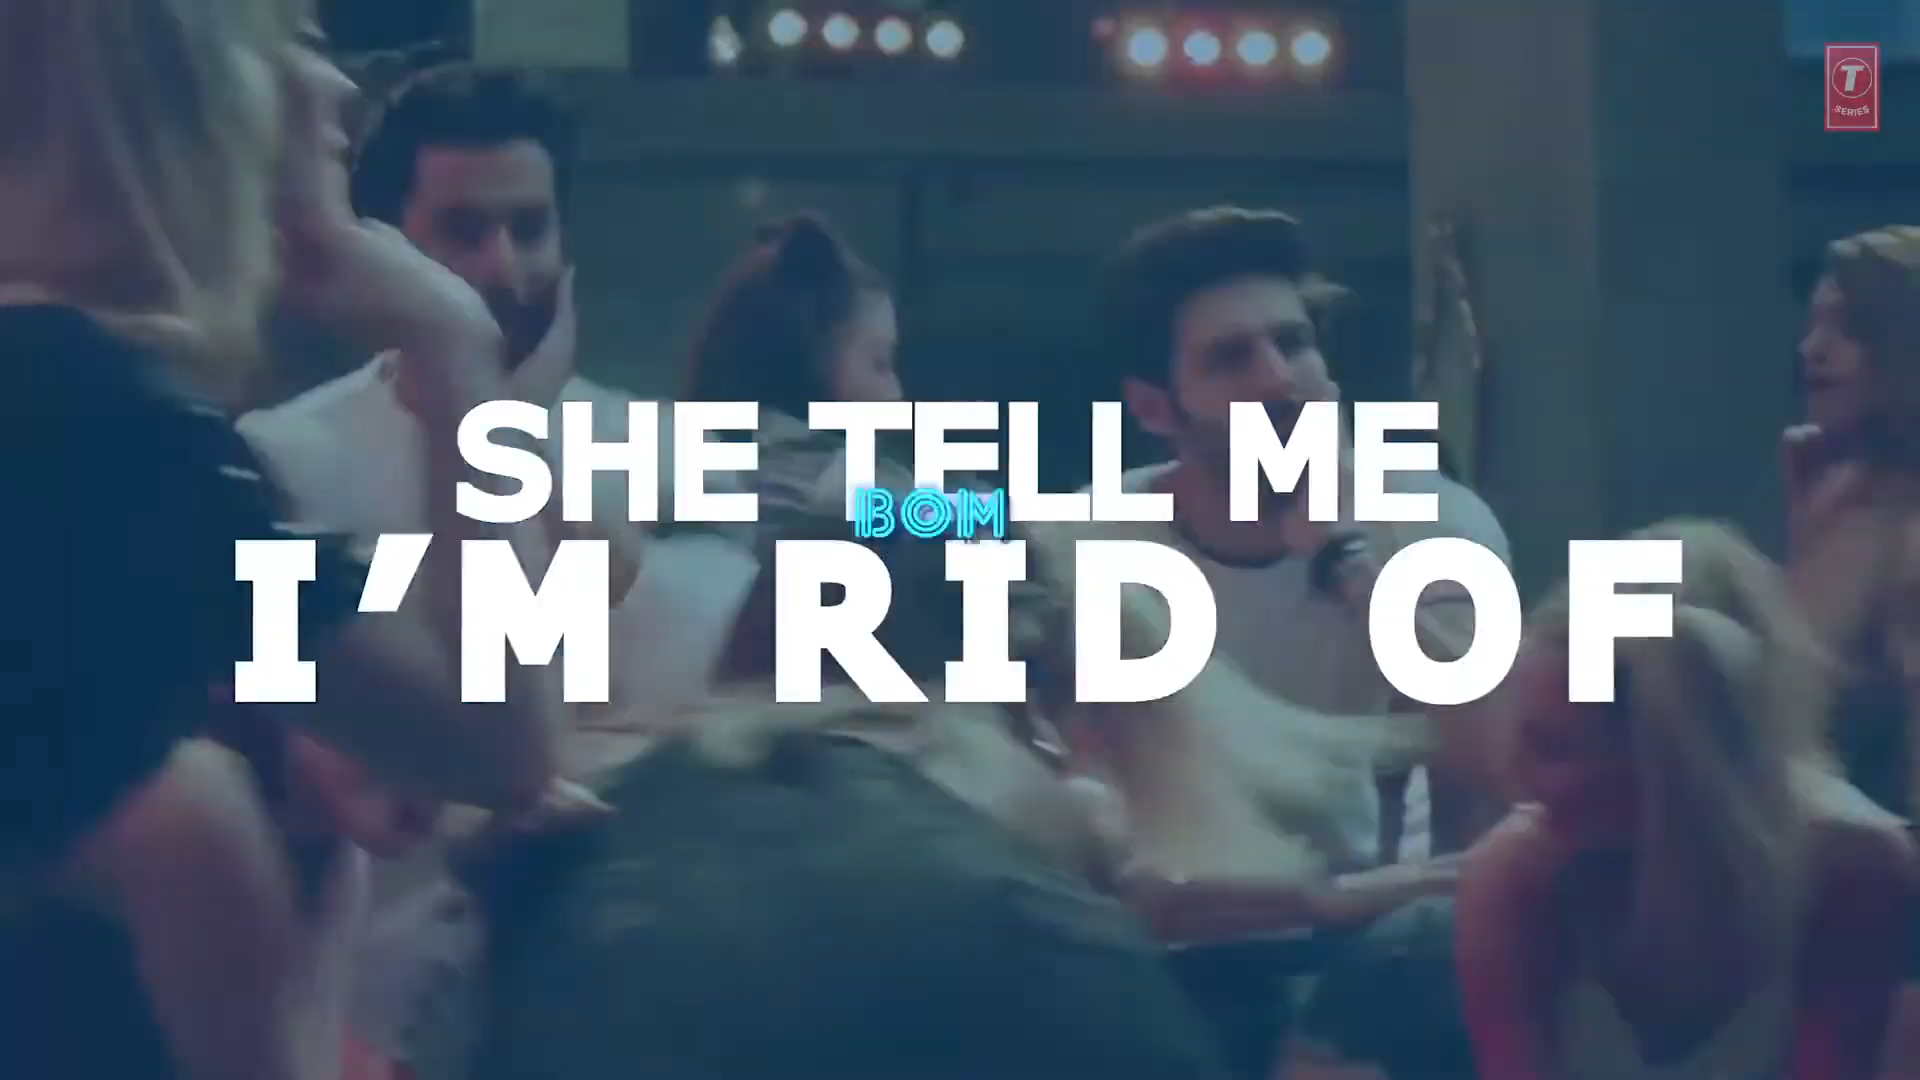 T
SERIES
SHE TELL ME
BOM
I’M RID OF